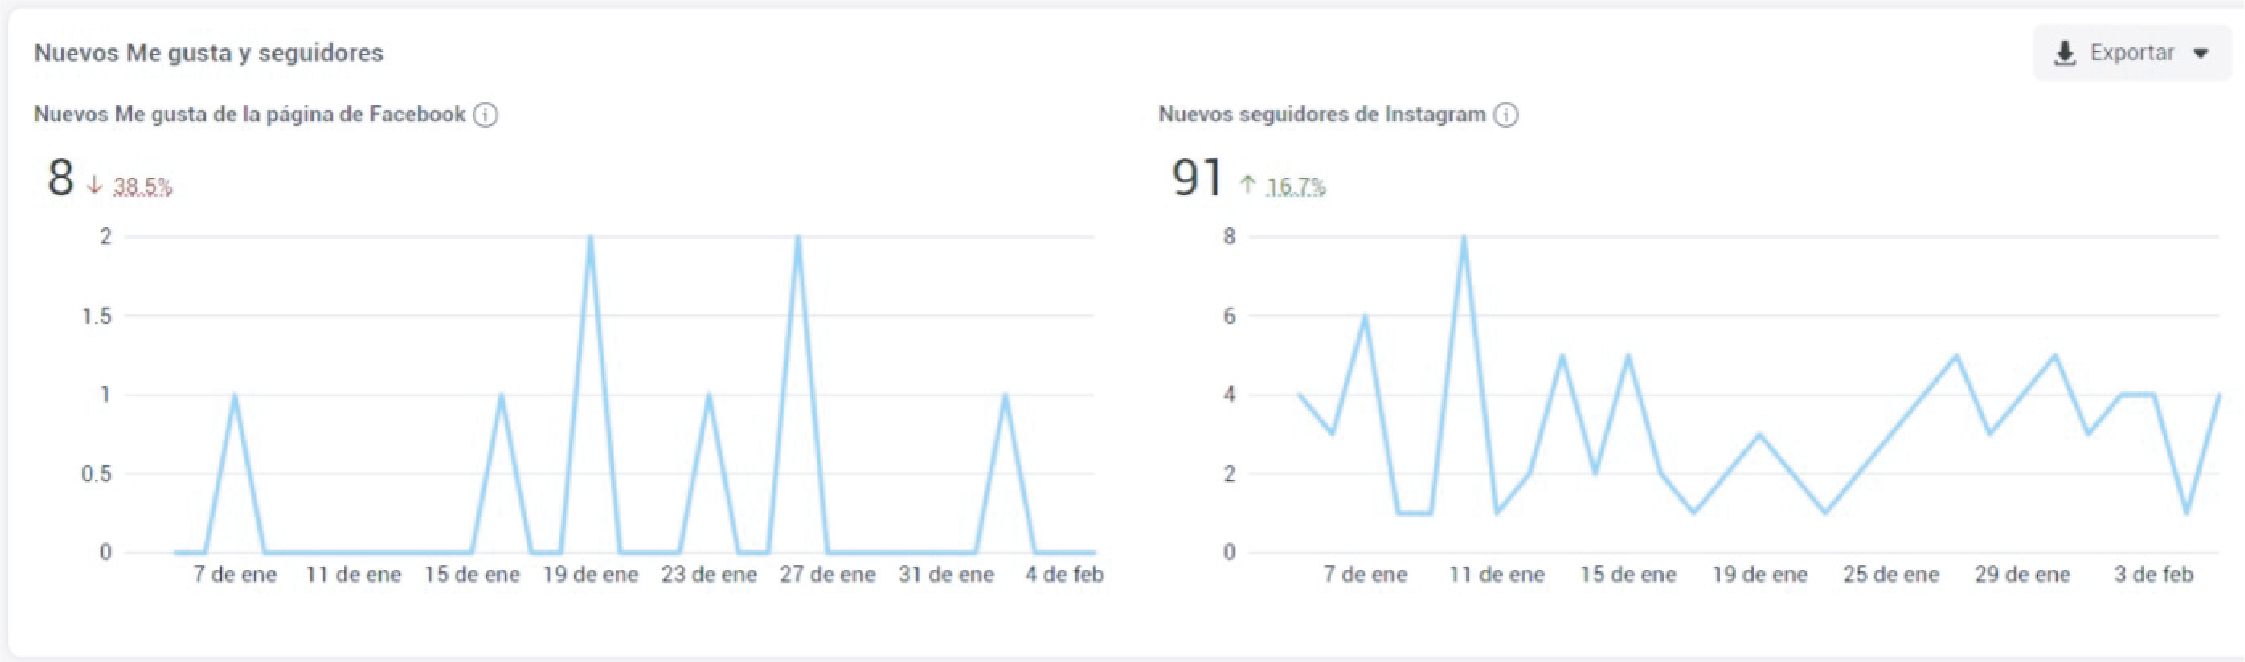 Nuevos Me gusta y seguidores
Exportar
Nuevos Me gusta de la página de Facebook
8 ↓ 38.5%
2
1.5
1
0.5
0
7 de ene 11 de ene 15 de ene 19 de ene 23 de ene 27 de ene 31 de ene 4 de feb
Nuevos seguidores de Instagram
91 ↑ 16.7%
8
6
4
2
0
7 de ene 11 de ene 15 de ene 19 de ene 25 de ene 29 de ene 3 de feb